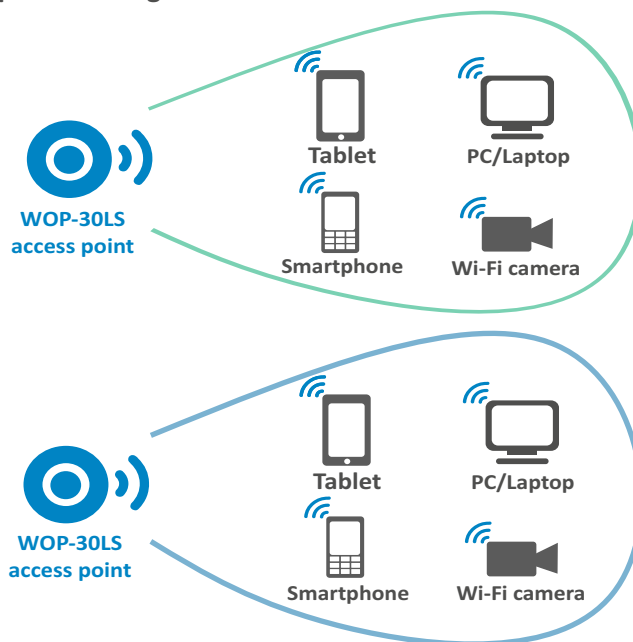 Tablet
PC/Laptop
WOP-30LS
access point
Smartphone
Wi-Fi camera
Tablet
PC/Laptop
WOP-30LS
access point
Smartphone
Wi-Fi camera